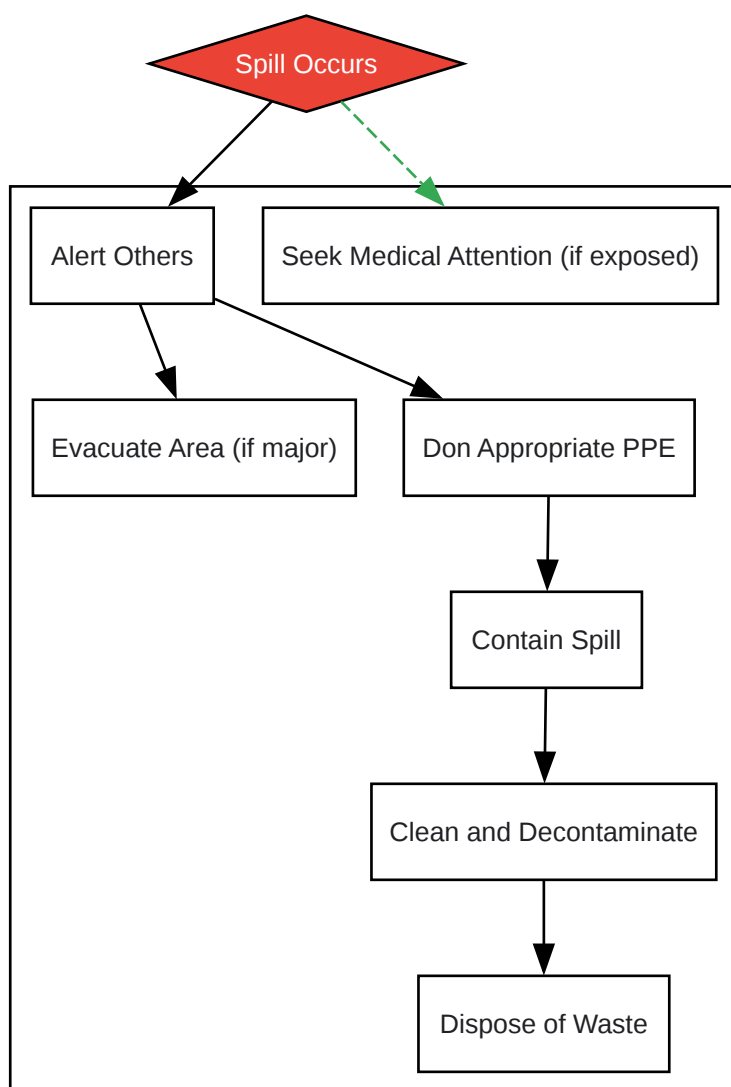 Spill Occurs
Alert Others
Seek Medical Attention (if exposed)
Evacuate Area (if major)
Don Appropriate PPE
Contain Spill
Clean and Decontaminate
Dispose of Waste